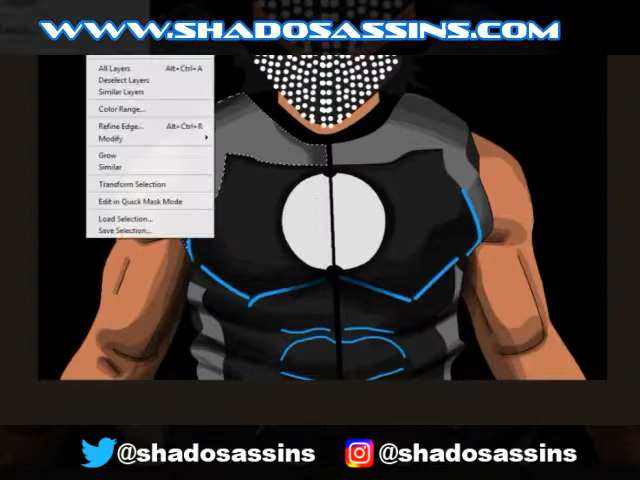 WWW.SHADOSASSINS.COM
All Layers Alt+Ctrl+A
Deselect Layers
Similar Layers
Color Range...
Refine Edge... Alt+Ctrl+R
Modify
Grow
Similar
Transform Selection
Edit in Quick Mask Mode
Load Selection...
Save Selection...
@shadosassins @shadosassins